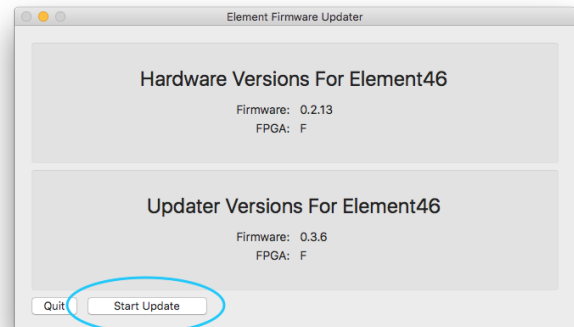 Element Firmware Updater
Hardware Versions For Element46
Firmware: 0.2.13
FPGA: F
Updater Versions For Element46
Firmware: 0.3.6
FPGA: F
Quit Start Update